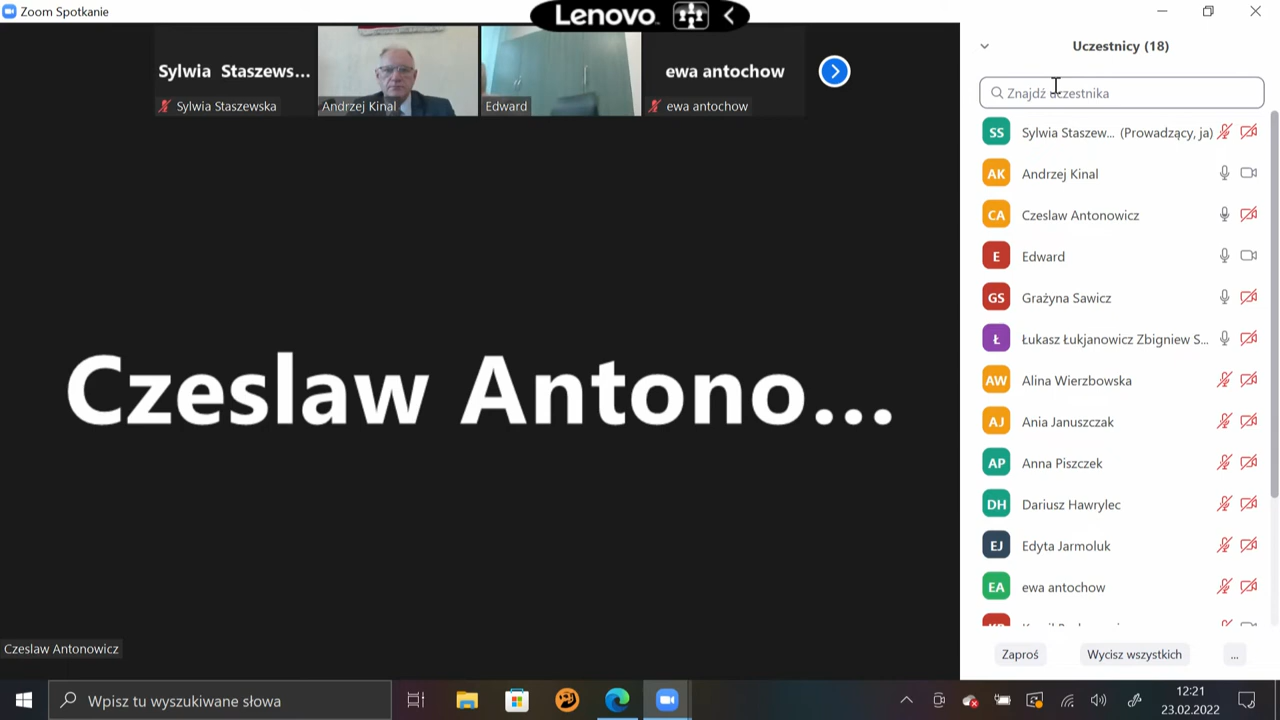 Zoom Spotkanie
Lenovo
Sylwia Staszews...
Sylwia Staszewska
Andrzej Kinal
Edward
ewa antochow
ewa antochow
Czeslaw Antono...
Czeslaw Antonowicz
Uczestnicy (18)
Znajdź uczestnika
SS Sylwia Staszew... (Prowadzący, ja)
AK Andrzej Kinal
CA Czeslaw Antonowicz
E Edward
GS Grażyna Sawicz
Ł Łukasz Łukjanowicz Zbigniew S...
AW Alina Wierzbowska
AJ Ania Januszczak
AP Anna Piszczek
DH Dariusz Hawrylec
EJ Edyta Jarmoluk
EA ewa antochow
Zaproś
Wycisz wszystkich
...
Wpisz tu wyszukiwane słowa
12:21
23.02.2022